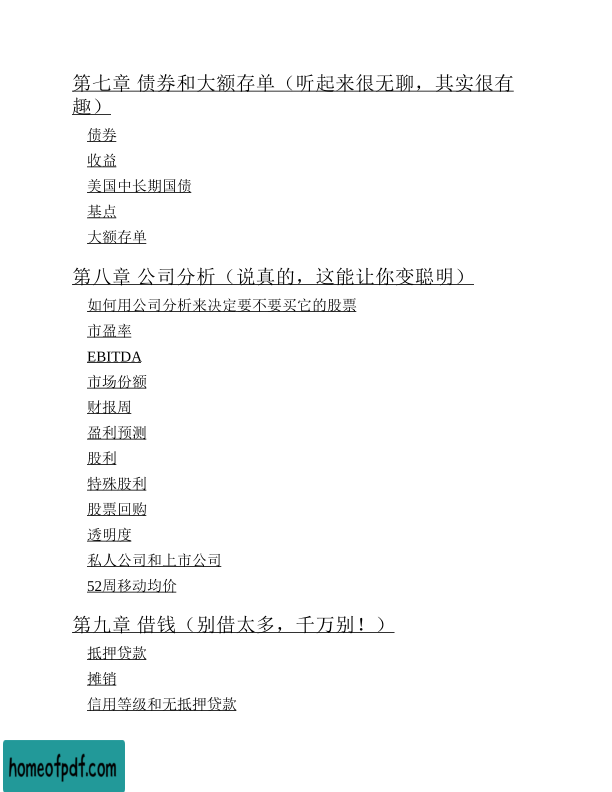 第七章 债券和大额存单（听起来很无聊，其实很有
趣）
债券
收益
美国中长期国债
基点
大额存单
第八章 公司分析（说真的，这能让你变聪明）
如何用公司分析来决定要不要买它的股票
市盈率
EBITDA
市场份额
财报周
盈利预测
股利
特殊股利
股票回购
透明度
私人公司和上市公司
52周移动均价
第九章 借钱（别借太多，千万别！）
抵押贷款
摊销
信用等级和无抵押贷款
homeofpdf.com